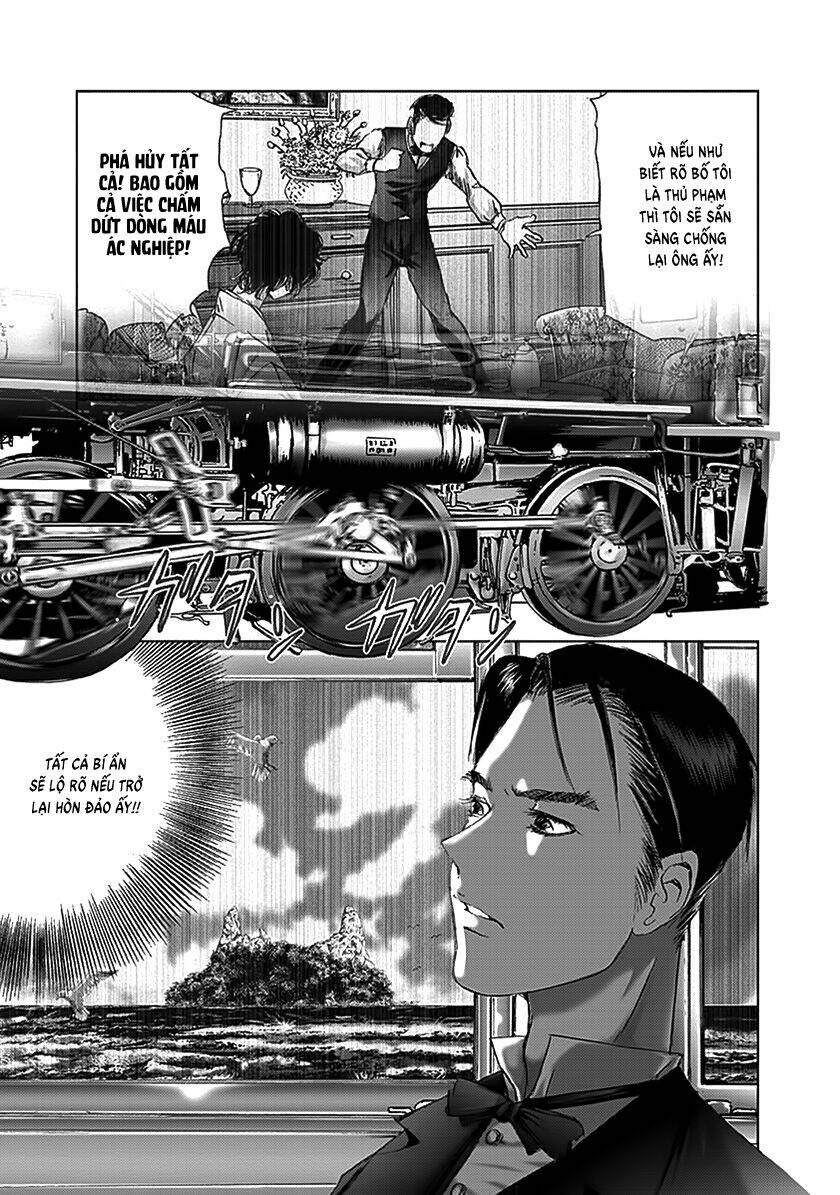 VÀ NẾU NHƯ
BIẾT RÕ BỐ TÔI
LÀ THỦ PHẠM
THÌ TÔI SẼ SẴN
SÀNG CHỐNG
LẠI ÔNG ẤY!
PHÁ HỦY TẤT
CẢ! BAO GỒM
CẢ VIỆC CHẤM
DỨT DÒNG MÁU
ÁC NGHIỆP!
ガタン
ガタン
TẤT CẢ BÍ ẨN
SẼ LỘ RÕ NẾU TRỞ
LẠI HÒN ĐẢO ẤY!!